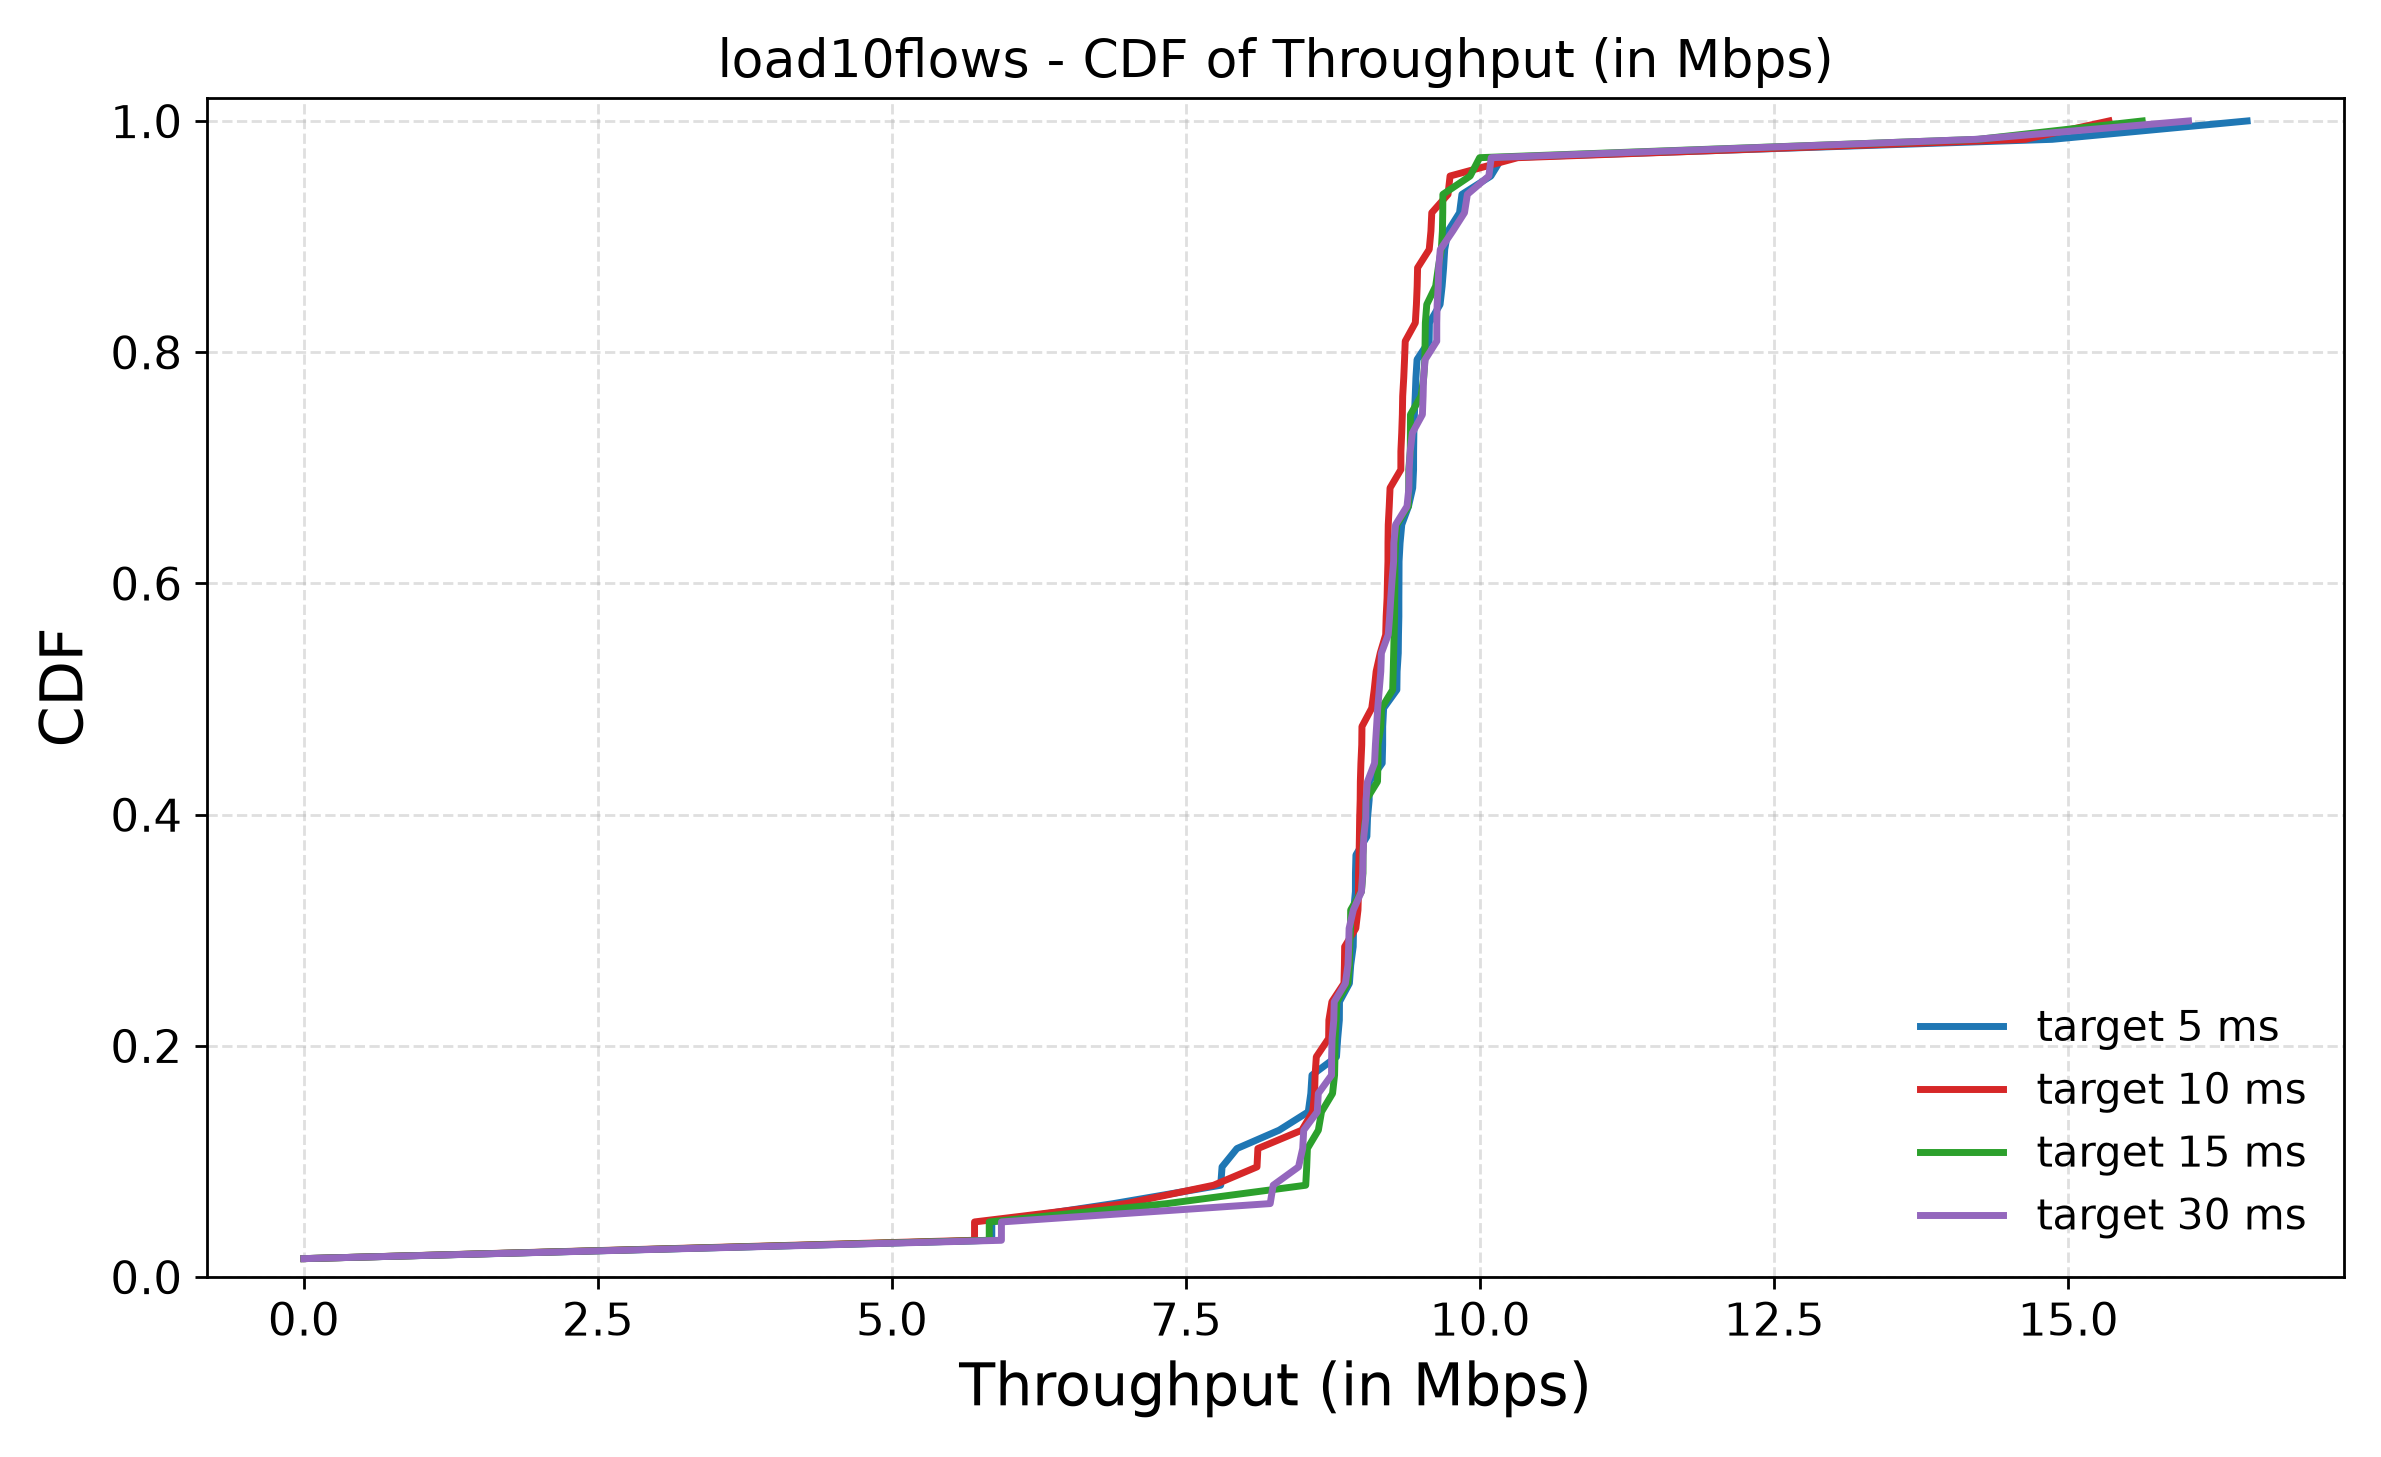 load10flows - CDF of Throughput (in Mbps)
1.0
0.8
0.6
0.4
0.2
0.0
CDF
target 5 ms
target 10 ms
target 15 ms
target 30 ms
0.0 2.5 5.0 7.5 10.0 12.5 15.0
Throughput (in Mbps)